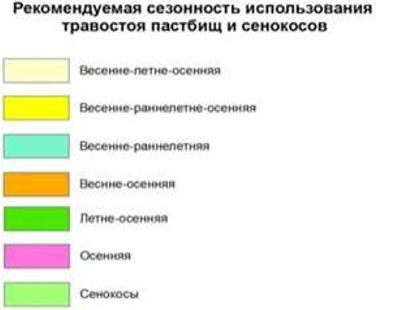 Рекомендуемая сезонность использования
травостоя пастбищ и сенокосов
Весенне-летне-осенняя
Весенне-раннелетне-осенняя
Весенне-раннелетняя
Весине-осенняя
Летне-осенняя
Осенняя
Сенокосы